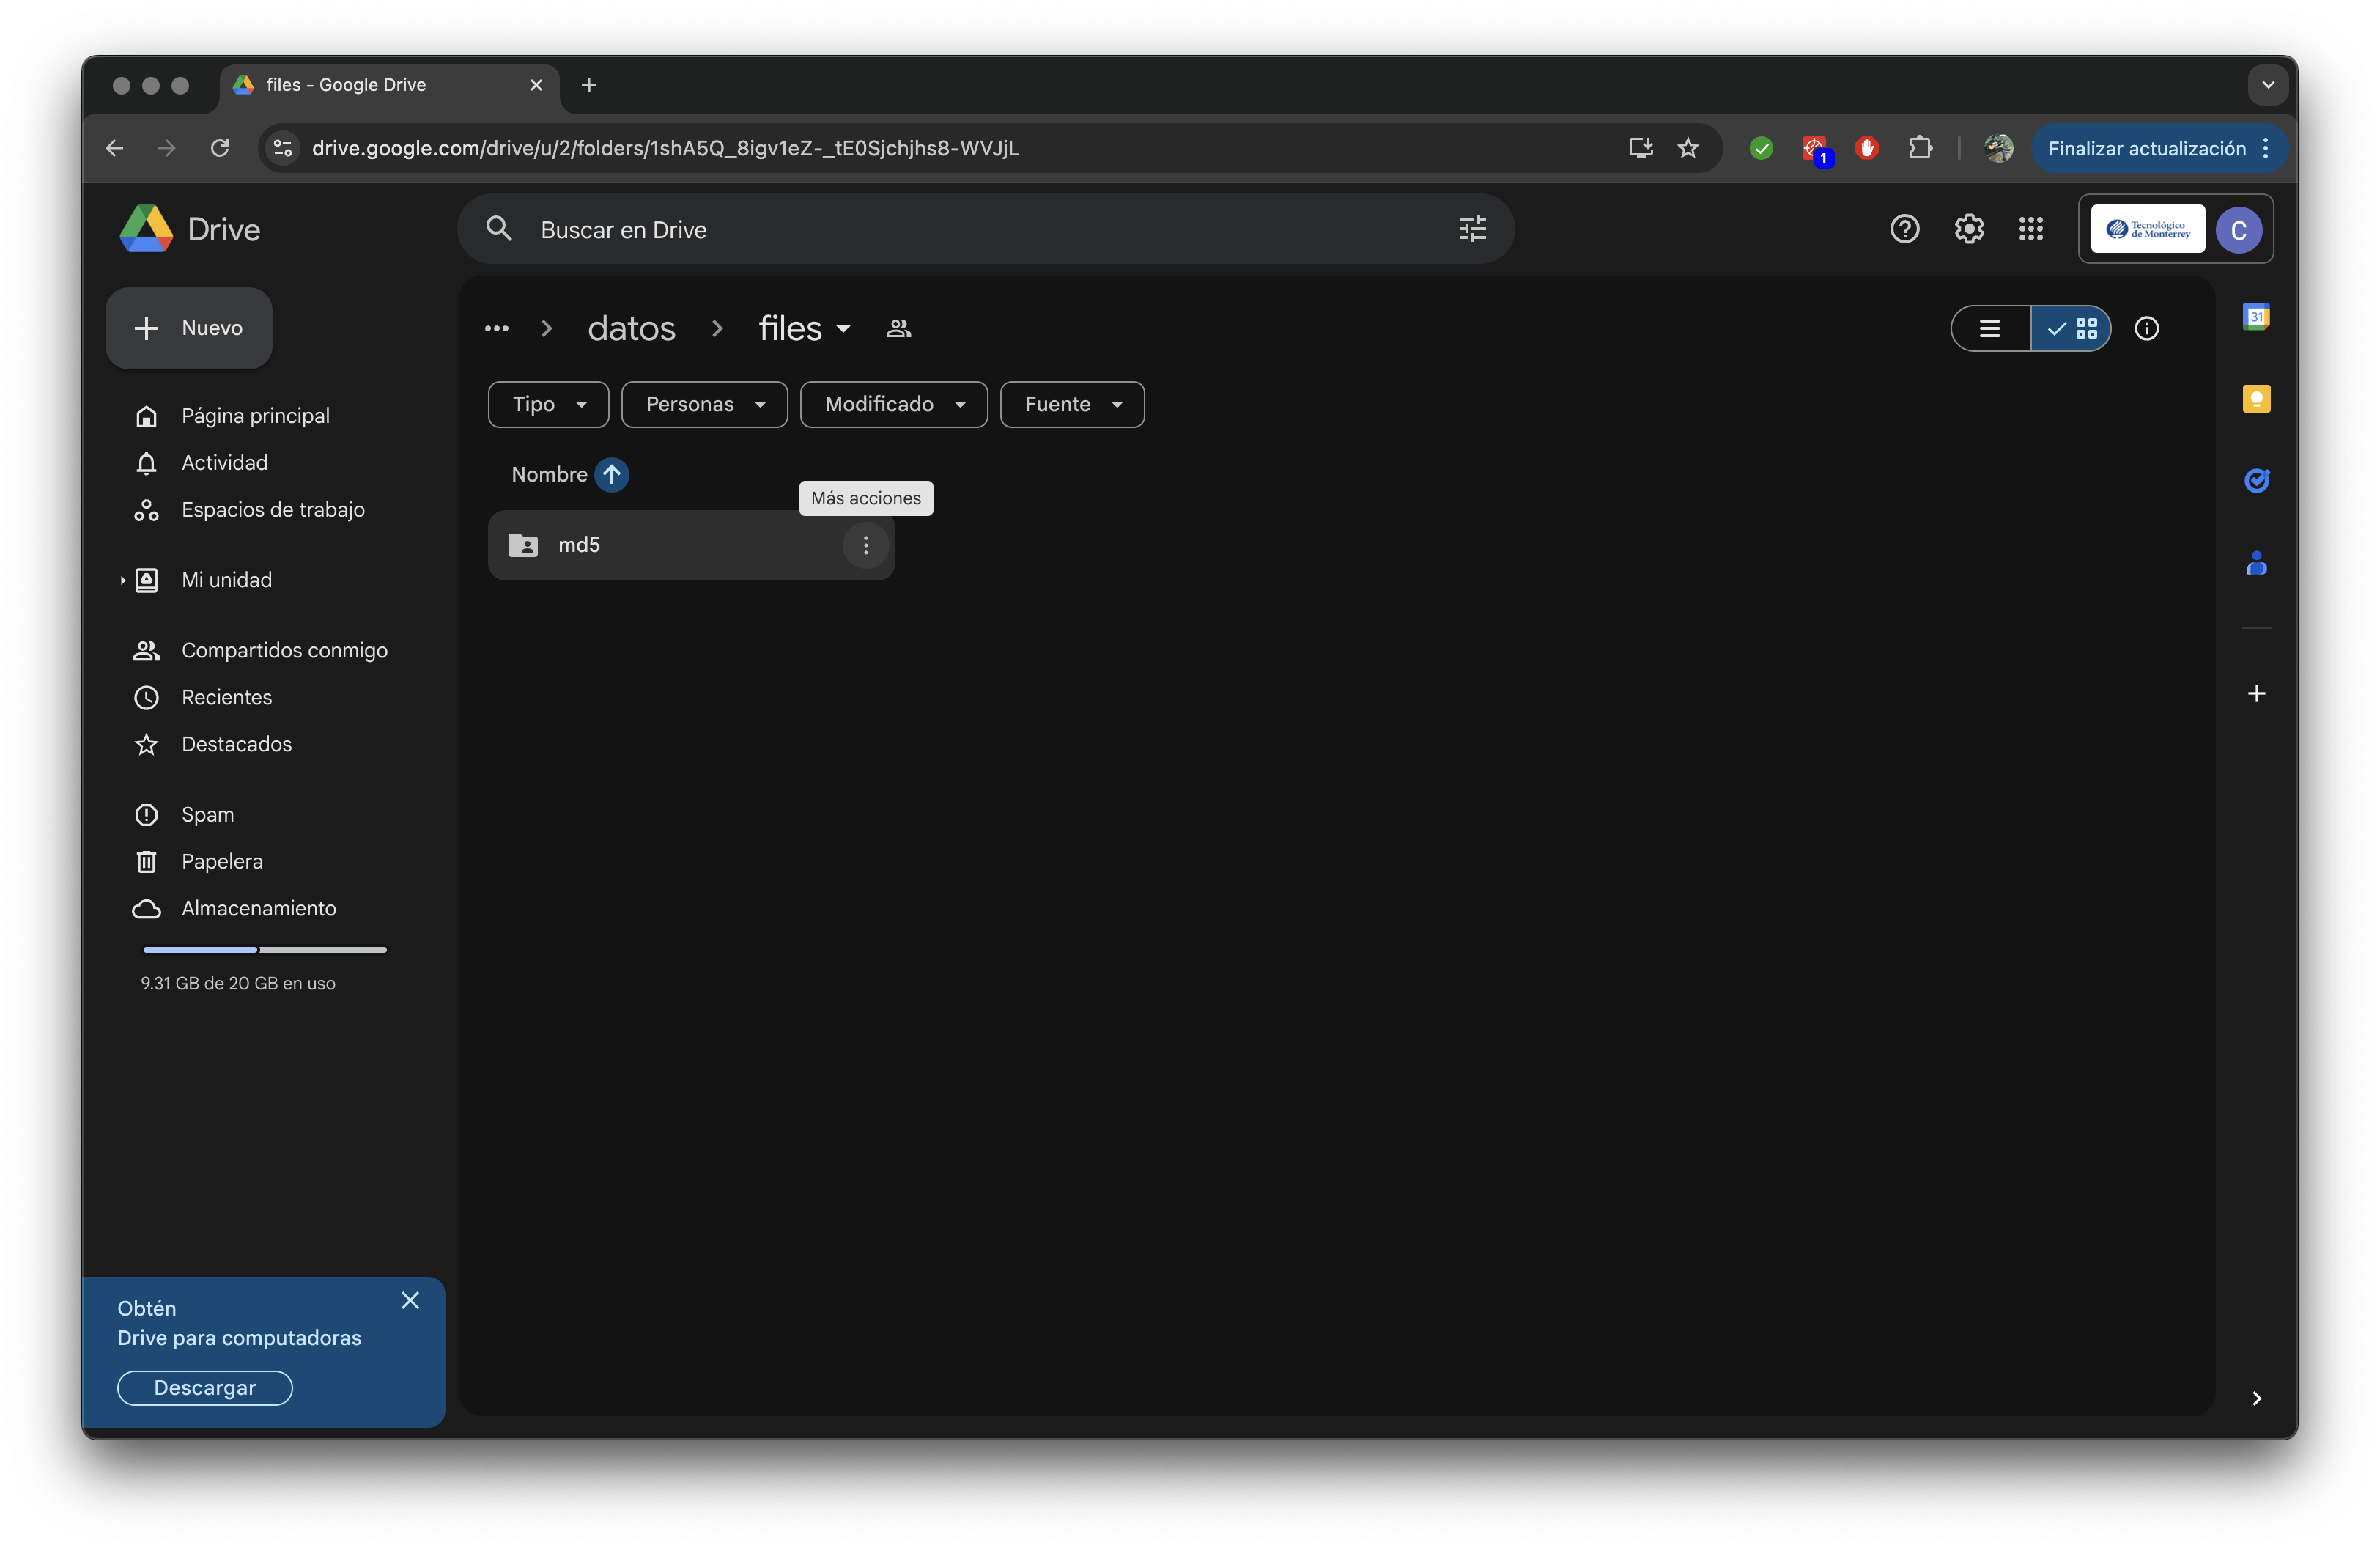 files - Google Drive
drive.google.com/drive/u/2/folders/1shA5Q_8igv1eZ-_tE0Sjchjhs8-WVJjL
1
Finalizar actualización
Drive
Buscar en Drive
Tecnológico
de Monterrey
C
Nuevo
datos
files
31
Tipo
Personas
Modificado
Fuente
Página principal
Actividad
Espacios de trabajo
Nombre
Más acciones
md5
Mi unidad
Compartidos conmigo
Recientes
Destacados
Spam
Papelera
Almacenamiento
9.31 GB de 20 GB en uso
Obtén
Drive para computadoras
Descargar